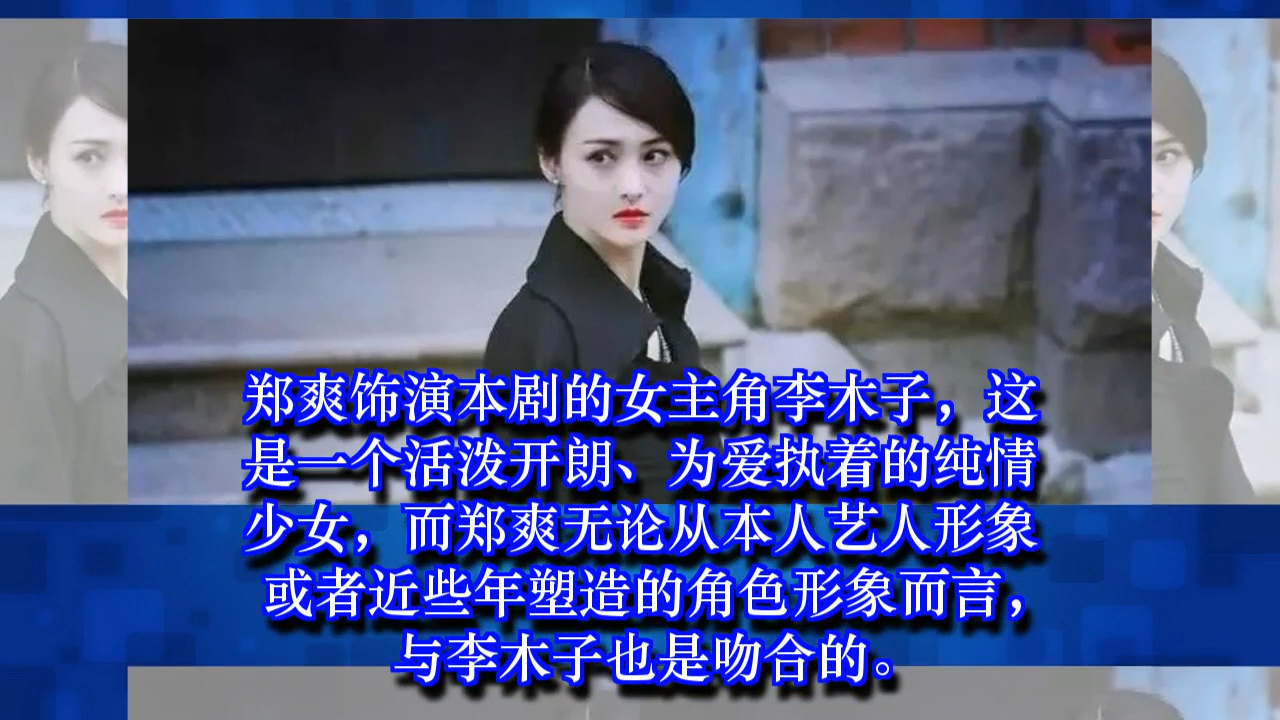 郑爽饰演本剧的女主角李木子，这
是一个活泼开朗、为爱执着的纯情
少女，而郑爽无论从本人艺人形象
或者近些年塑造的角色形象而言，
与李木子也是吻合的。